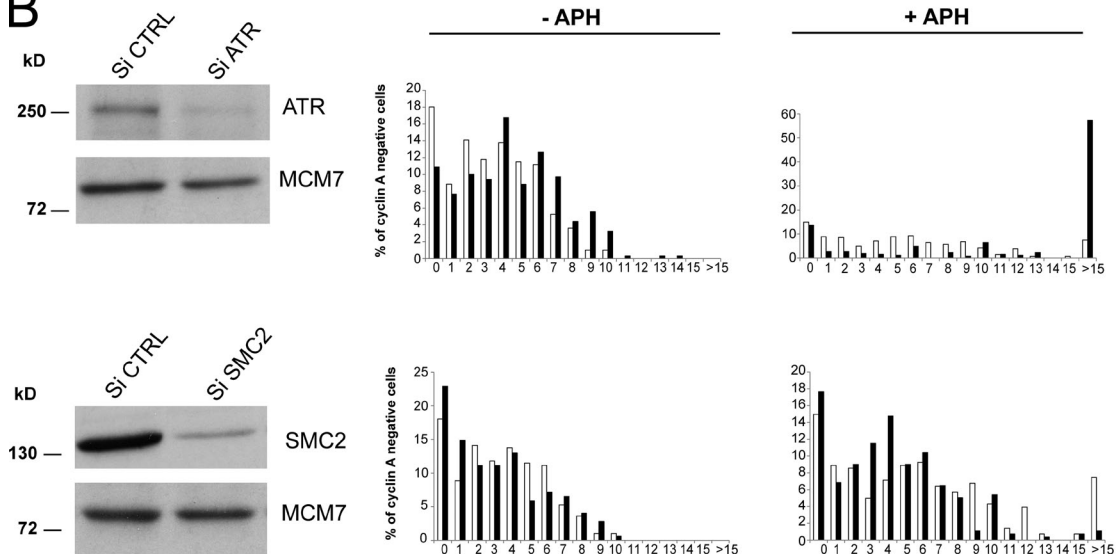 B
- APH
+ APH
kD
Si CTRL
Si ATR
250
ATR
MCM7
72
% of cyclin A negative cells
20
18
16
14
12
10
8
6
4
2
0
0 1 2 3 4 5 6 7 8 9 10 11 12 13 14 15 >15
60
50
40
30
20
10
0
0 1 2 3 4 5 6 7 8 9 10 11 12 13 14 15 >15
kD
Si CTRL
Si SMC2
130
SMC2
MCM7
72
% of cyclin A negative cells
25
20
15
10
5
0
0 1 2 3 4 5 6 7 8 9 10 11 12 13 14 15 >15
20
18
16
14
12
10
8
6
4
2
0
0 1 2 3 4 5 6 7 8 9 10 11 12 13 14 15 >15